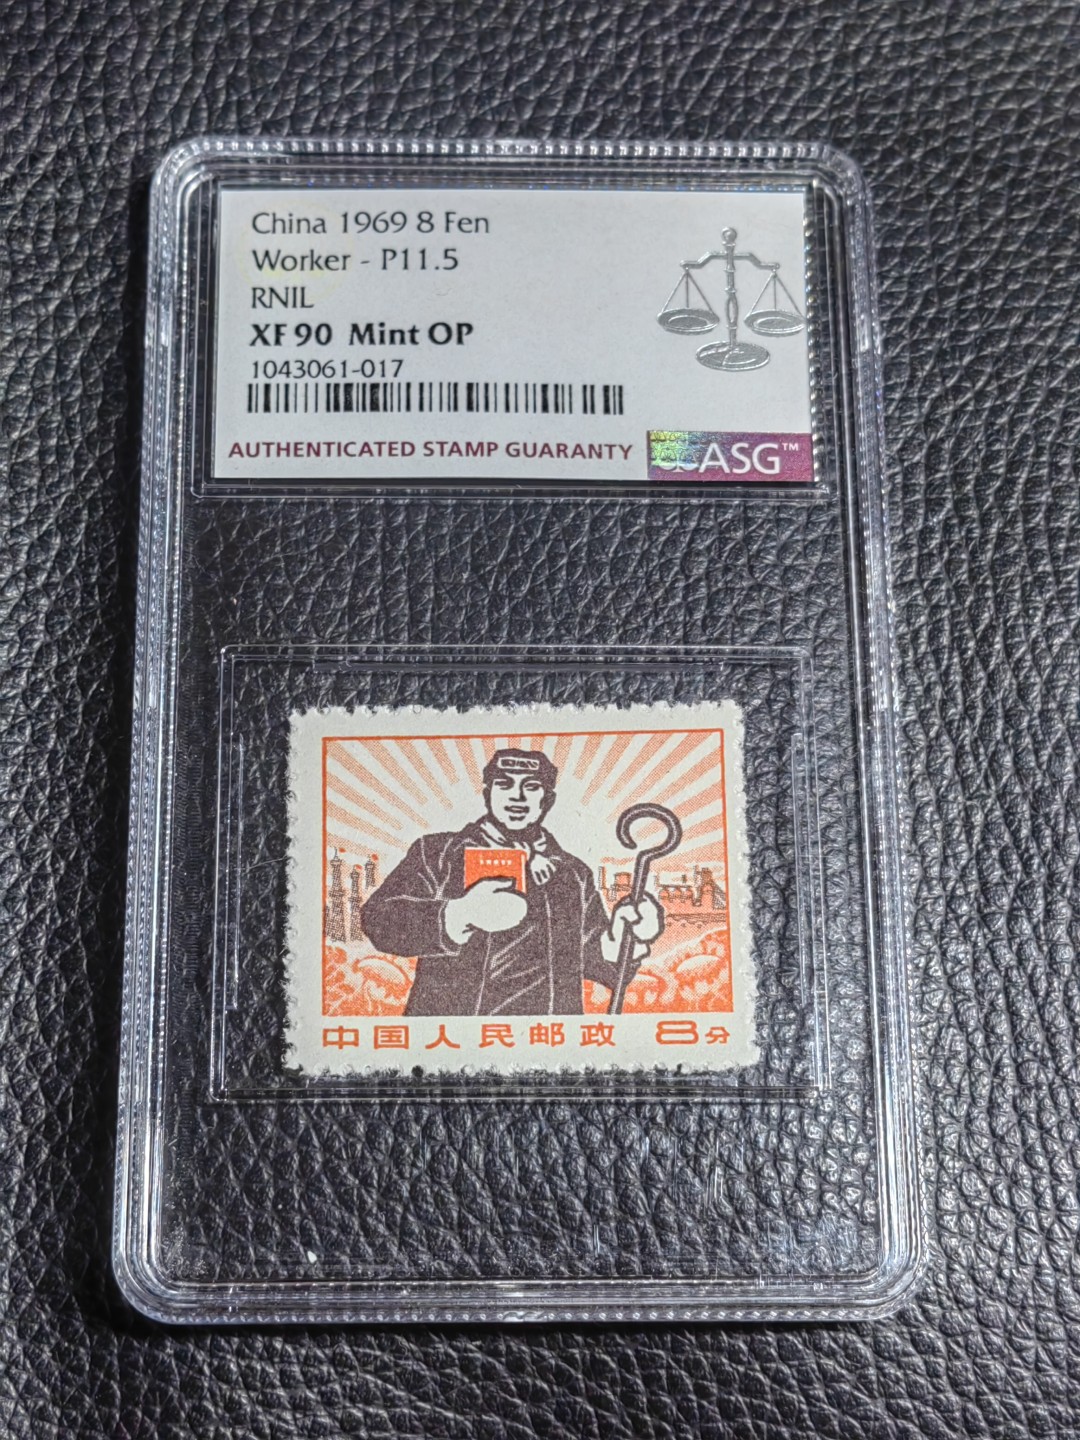 China 1969 8 Fen
Worker - P11.5
RNIL
XF 90 Mint OP
1043061-017
AUTHENTICATED STAMP GUARANTY
ASG™
中国人民邮政 8分